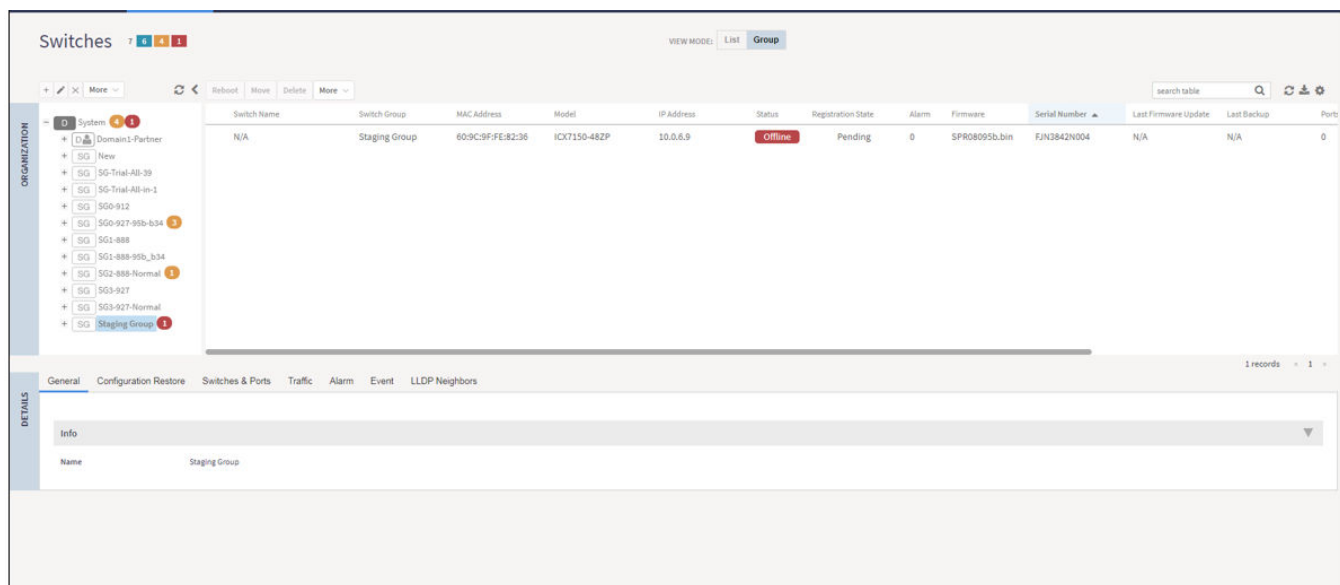 Switches 7 6 4 1
VIEW MODE: List Group
More
Reboot Move Delete More
search table
ORGANIZATION
D System 4 1
D Domain1-Partner
SG New
SG SG-Trial-All-39
SG SG-Trial-All-in-1
SG SG0-912
SG SG0-927-95b-b34 3
SG SG1-888
SG SG1-888-95b_b34
SG SG2-888-Normal 1
SG SG3-927
SG SG3-927-Normal
SG Staging Group 1
Switch Name Switch Group MAC Address Model IP Address Status Registration State Alarm Firmware Serial Number Last Firmware Update Last Backup Ports
N/A Staging Group 60:9C:9F:FE:82:36 ICX7150-48ZP 10.0.6.9 Offline Pending 0 SPR08095b.bin FJN3842N004 N/A N/A 0
1 records 1
DETAILS
General Configuration Restore Switches & Ports Traffic Alarm Event LLDP Neighbors
Info
Name Staging Group